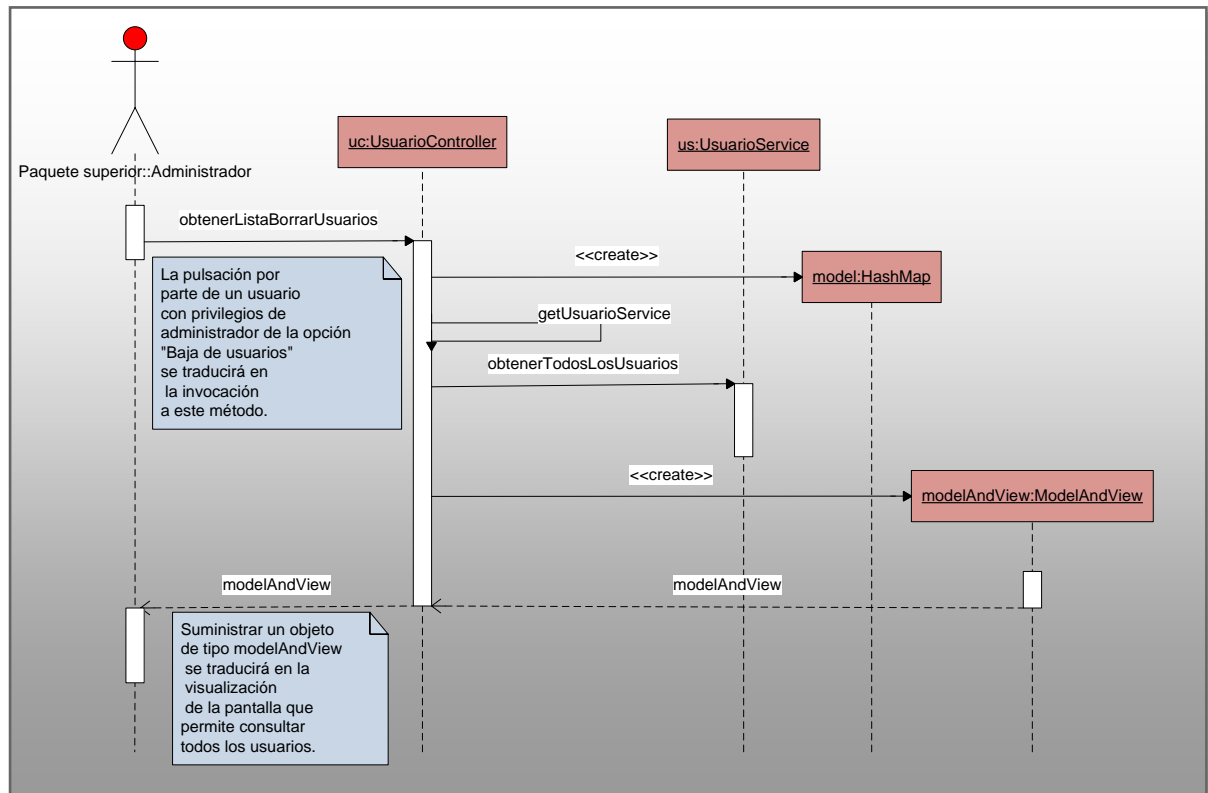 uc:UsuarioController
us:UsuarioService
Paquete superior::Administrador
obtenerListaBorrarUsuarios
<<create>>
model:HashMap
La pulsación por
parte de un usuario
con privilegios de
administrador de la opción
"Baja de usuarios"
se traducirá en
la invocación
a este método.
getUsuarioService
obtenerTodosLosUsuarios
<<create>>
modelAndView:ModelAndView
modelAndView
modelAndView
Suministrar un objeto
de tipo modelAndView
se traducirá en la
visualización
de la pantalla que
permite consultar
todos los usuarios.